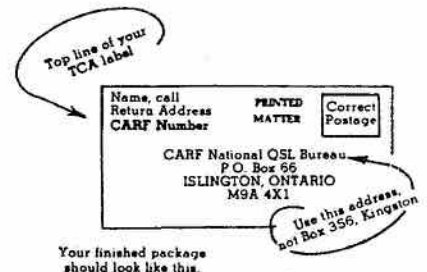 Top line of your
TCA label
Name, call
Return Address
CARF Number
PRINTED
MATTER
Correct
Postage
CARF National QSL Bureau
P.O. Box 66
ISLINGTON, ONTARIO
M9A 4X1
Use this address,
not Box 356, Kingston
Your finished package
should look like this.